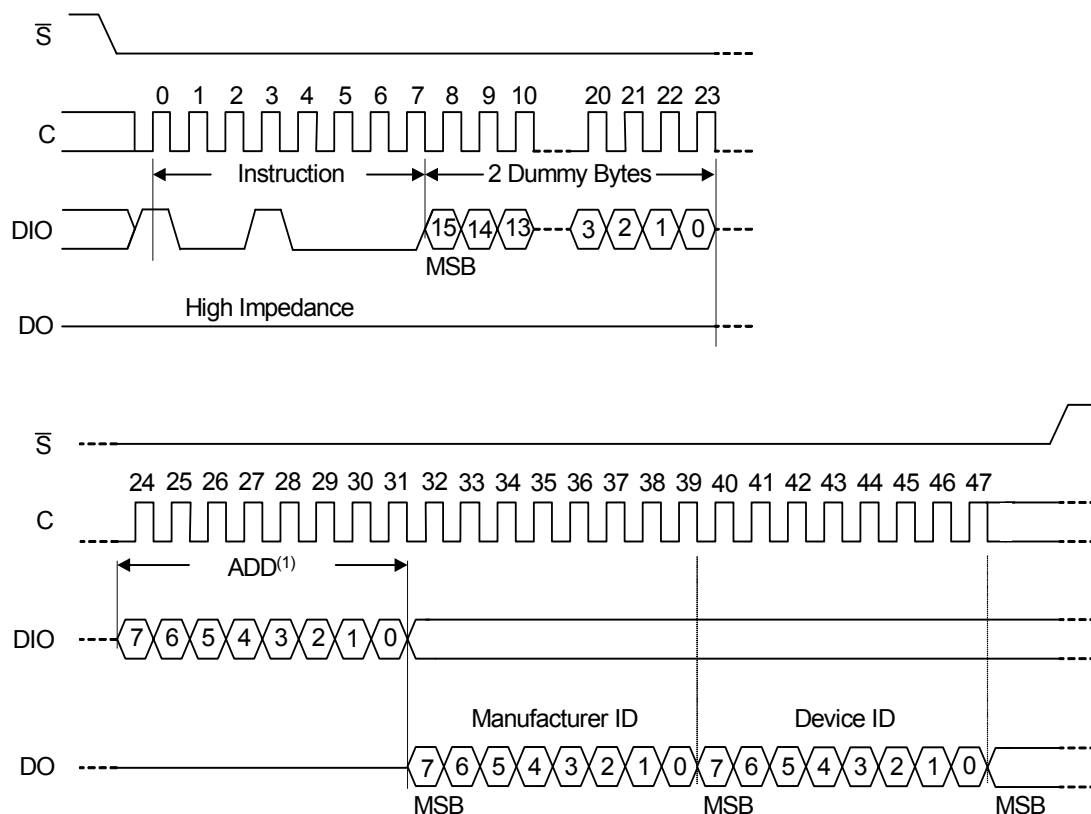 S̅
0 1 2 3 4 5 6 7 8 9 10 20 21 22 23
C
Instruction 2 Dummy Bytes
DIO 15 14 13 3 2 1 0
MSB
High Impedance
DO
S̅
24 25 26 27 28 29 30 31 32 33 34 35 36 37 38 39 40 41 42 43 44 45 46 47
C
ADD(1)
DIO 7 6 5 4 3 2 1 0
Manufacturer ID Device ID
DO 7 6 5 4 3 2 1 0 7 6 5 4 3 2 1 0
MSB MSB MSB